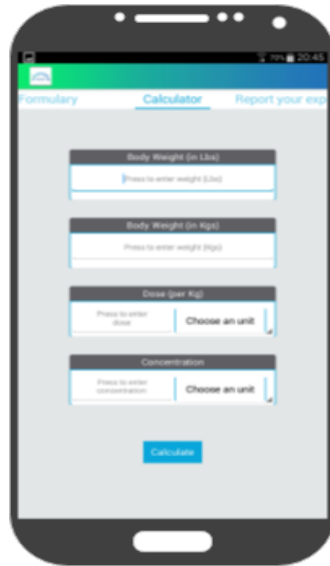 70% 20:45
Formulary Calculator Report your exp
Body Weight (in Lbs)
Press to enter weight (Lbs)
Body Weight (in Kgs)
Press to enter weight (Kgs)
Dose (per Kg)
Press to enter
dose
Choose an unit
Concentration
Press to enter
concentration
Choose an unit
Calculate